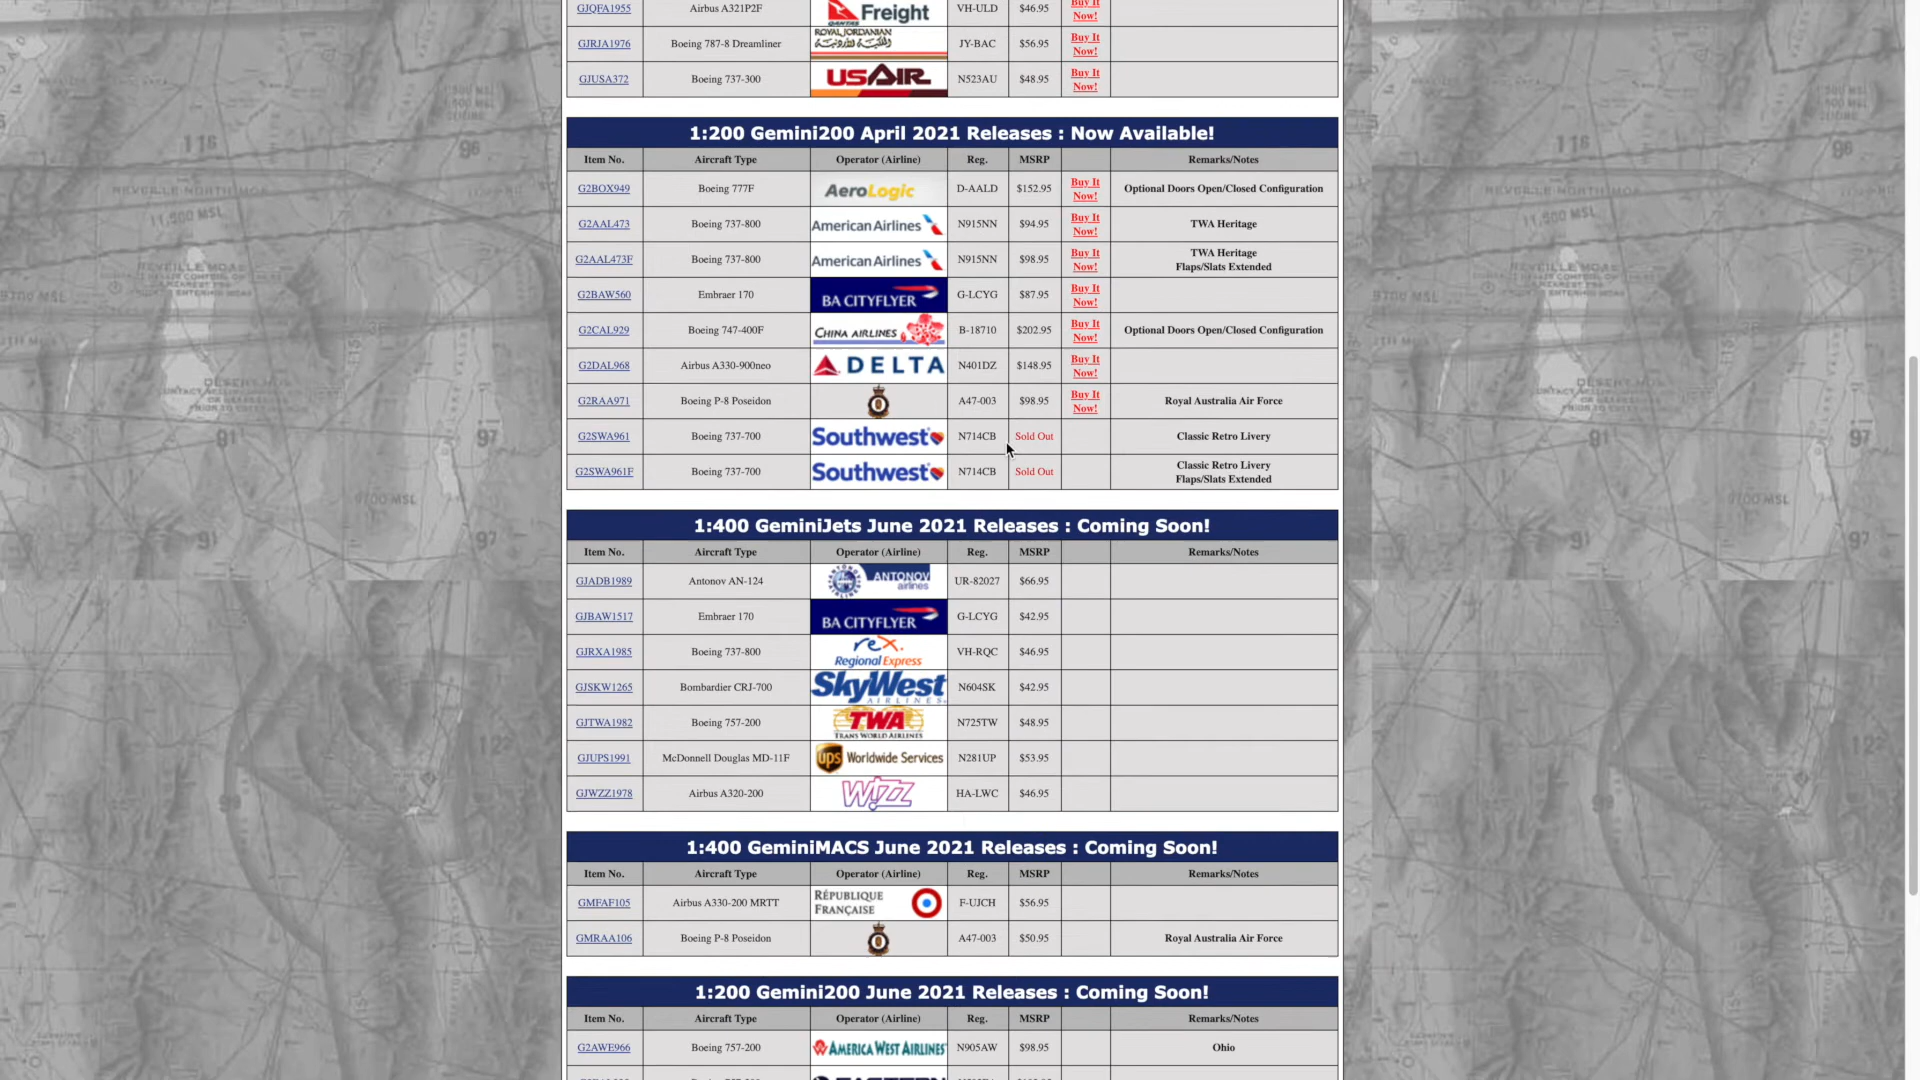 GJQFA1955 Airbus A321P2F QANTAS Freight VH-ULD $46.95 Buy It Now!
GJRJA1976 Boeing 787-8 Dreamliner ROYAL JORDANIAN الملكية الأردنية JY-BAC $56.95 Buy It Now!
GJUSA372 Boeing 737-300 USAIR N523AU $48.95 Buy It Now!
1:200 Gemini200 April 2021 Releases : Now Available!
Item No. Aircraft Type Operator (Airline) Reg. MSRP Remarks/Notes
G2BOX949 Boeing 777F AeroLogic D-AALD $152.95 Buy It Now! Optional Doors Open/Closed Configuration
G2AAL473 Boeing 737-800 American Airlines N915NN $94.95 Buy It Now! TWA Heritage
G2AAL473F Boeing 737-800 American Airlines N915NN $98.95 Buy It Now! TWA Heritage Flaps/Slats Extended
G2BAW560 Embraer 170 BA CITYFLYER G-LCYG $87.95 Buy It Now!
G2CAL929 Boeing 747-400F CHINA AIRLINES B-18710 $202.95 Buy It Now! Optional Doors Open/Closed Configuration
G2DAL968 Airbus A330-900neo DELTA N401DZ $148.95 Buy It Now!
G2RAA971 Boeing P-8 Poseidon A47-003 $98.95 Buy It Now! Royal Australia Air Force
G2SWA961 Boeing 737-700 Southwest N714CB Sold Out Classic Retro Livery
G2SWA961F Boeing 737-700 Southwest N714CB Sold Out Classic Retro Livery Flaps/Slats Extended
1:400 GeminiJets June 2021 Releases : Coming Soon!
Item No. Aircraft Type Operator (Airline) Reg. MSRP Remarks/Notes
GJADB1989 Antonov AN-124 ANTONOV airlines UR-82027 $66.95
GJBAW1517 Embraer 170 BA CITYFLYER G-LCYG $42.95
GJRXA1985 Boeing 737-800 rex. Regional Express VH-RQC $46.95
GJSKW1265 Bombardier CRJ-700 SkyWest AIRLINES N604SK $42.95
GJTWA1982 Boeing 757-200 TWA TRANS WORLD AIRLINES N725TW $48.95
GJUPS1991 McDonnell Douglas MD-11F ups Worldwide Services N281UP $53.95
GJWZZ1978 Airbus A320-200 WIZZ HA-LWC $46.95
1:400 GeminiMACS June 2021 Releases : Coming Soon!
Item No. Aircraft Type Operator (Airline) Reg. MSRP Remarks/Notes
GMFAF105 Airbus A330-200 MRTT RÉPUBLIQUE FRANÇAISE F-UJCH $56.95
GMRAA106 Boeing P-8 Poseidon A47-003 $50.95 Royal Australia Air Force
1:200 Gemini200 June 2021 Releases : Coming Soon!
Item No. Aircraft Type Operator (Airline) Reg. MSRP Remarks/Notes
G2AWE966 Boeing 757-200 AMERICA WEST AIRLINES N905AW $98.95 Ohio